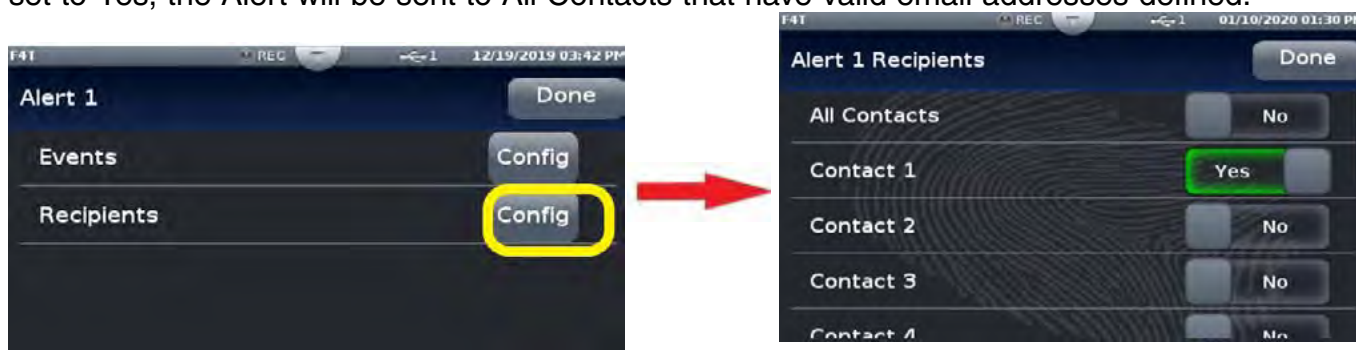 set to Yes, the Alert will be sent to All Contacts that have valid email addresses defined.
F4T REC 1 12/19/2019 03:42 PM
Alert 1 Done
Events Config
Recipients Config
F4T REC 1 01/10/2020 01:30 PM
Alert 1 Recipients Done
All Contacts No
Contact 1 Yes
Contact 2 No
Contact 3 No
Contact 4 No